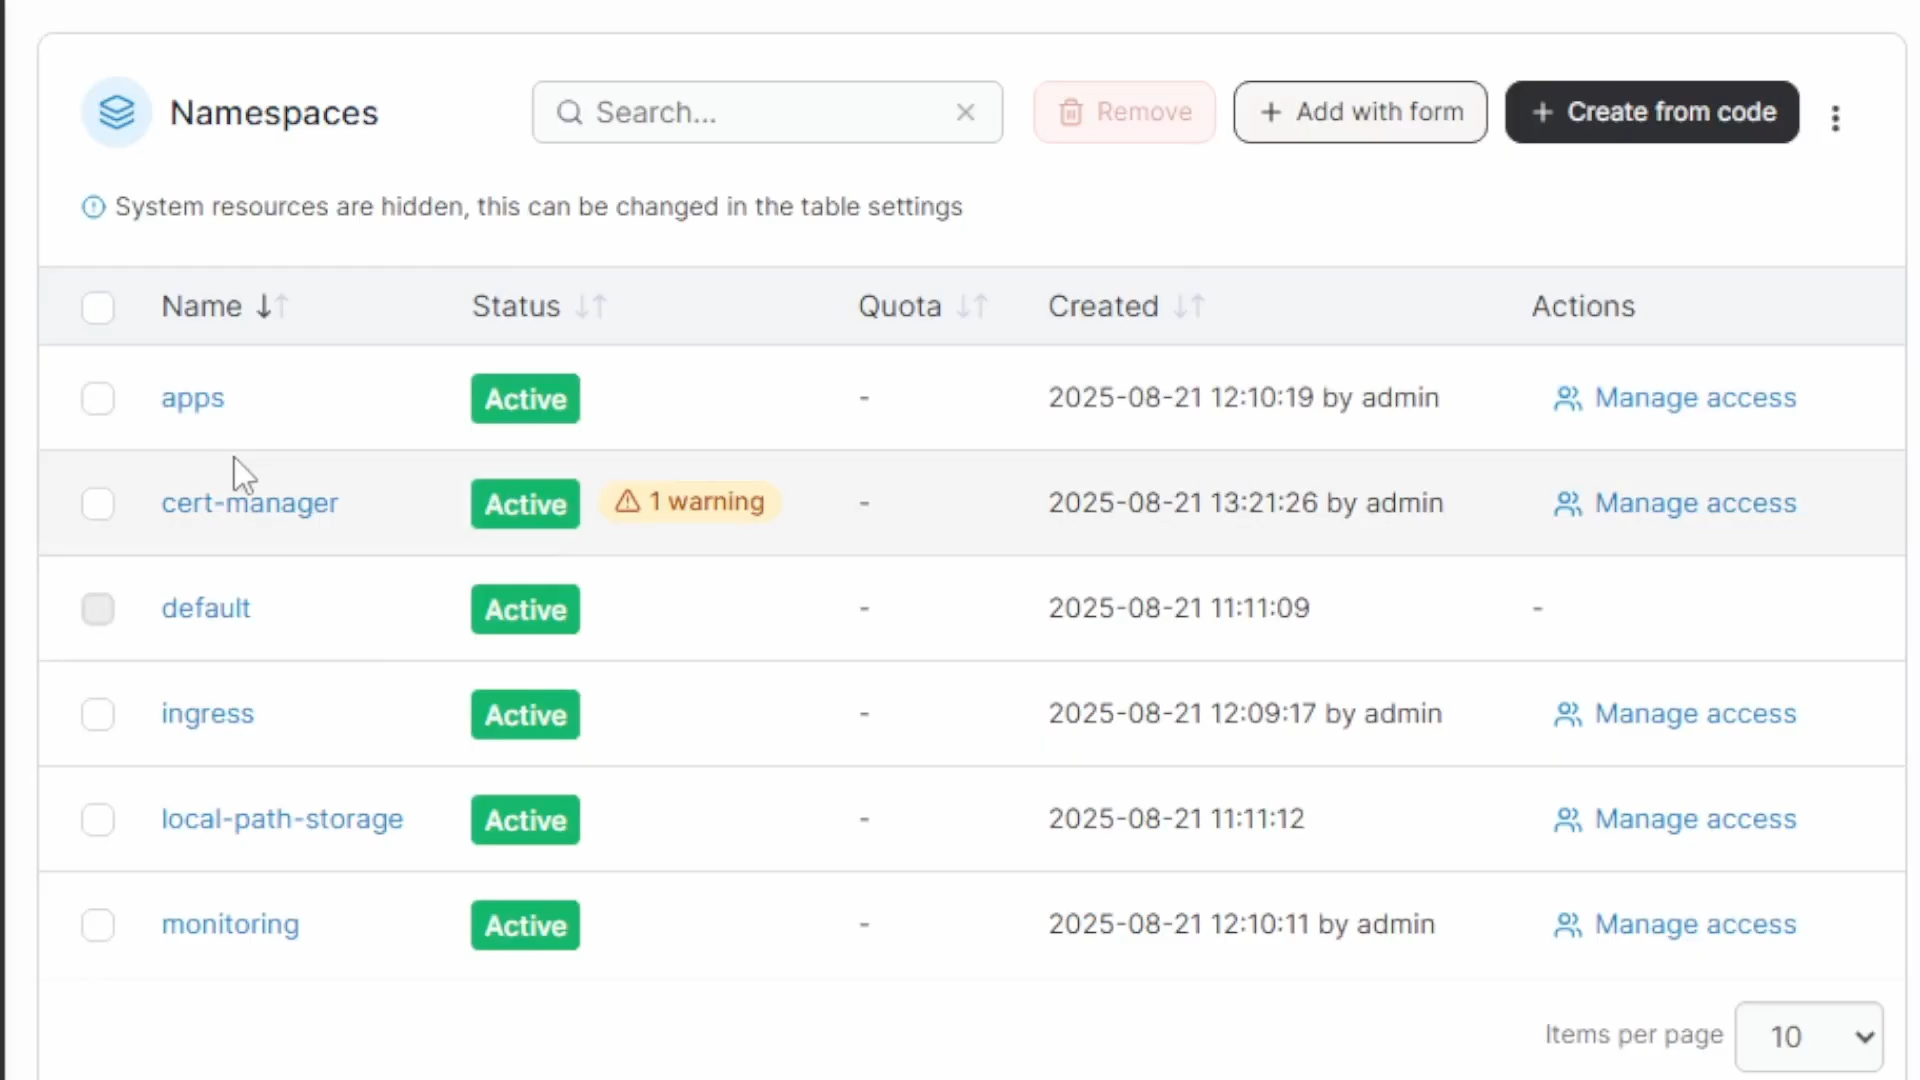 Namespaces Search... Remove + Add with form + Create from code
System resources are hidden, this can be changed in the table settings
Name Status Quota Created Actions
apps Active - 2025-08-21 12:10:19 by admin Manage access
cert-manager Active 1 warning - 2025-08-21 13:21:26 by admin Manage access
default Active - 2025-08-21 11:11:09 -
ingress Active - 2025-08-21 12:09:17 by admin Manage access
local-path-storage Active - 2025-08-21 11:11:12 Manage access
monitoring Active - 2025-08-21 12:10:11 by admin Manage access
Items per page 10